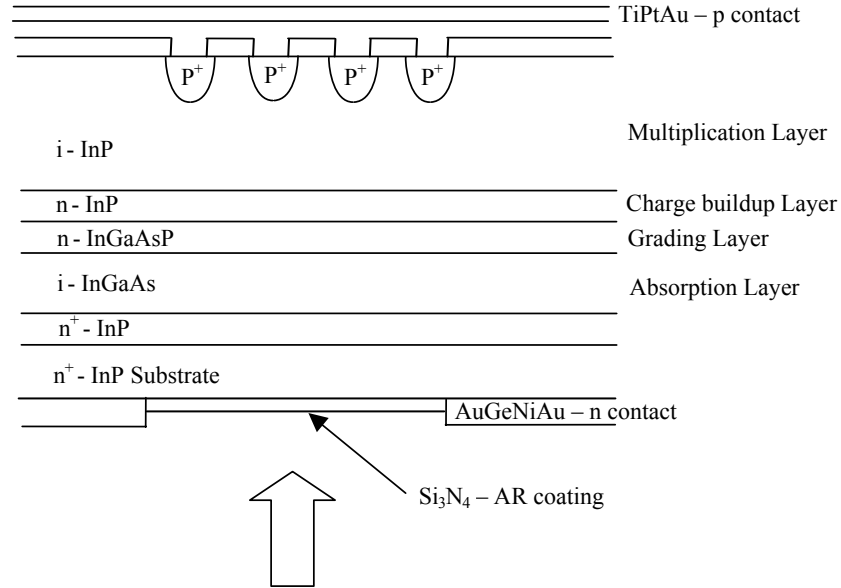 TiPtAu – p contact
P⁺ P⁺ P⁺ P⁺
Multiplication Layer
i - InP
n - InP
Charge buildup Layer
n - InGaAsP
Grading Layer
i - InGaAs
Absorption Layer
n⁺ - InP
n⁺ - InP Substrate
AuGeNiAu – n contact
Si₃N₄ – AR coating